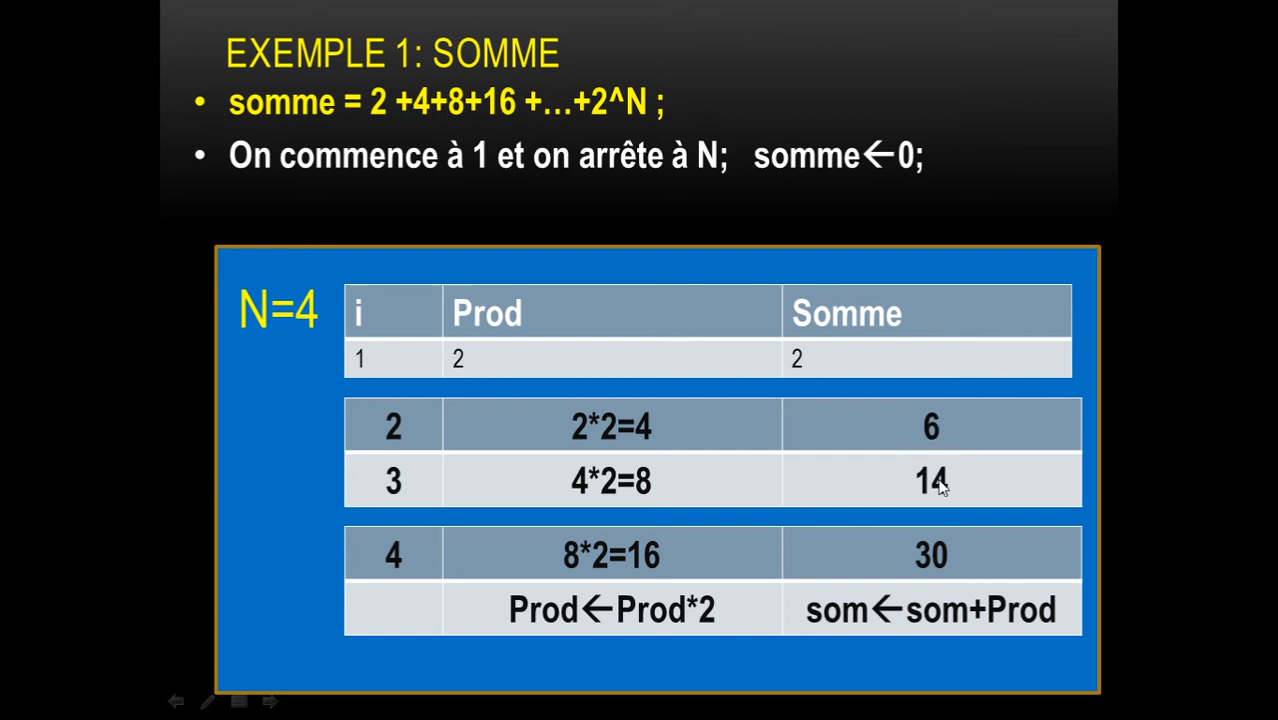 EXEMPLE 1: SOMME
• somme = 2 +4+8+16 +…+2^N ;
• On commence à 1 et on arrête à N; somme←0;
N=4
i Prod Somme
1 2 2
2 2*2=4 6
3 4*2=8 14
4 8*2=16 30
Prod←Prod*2 som←som+Prod